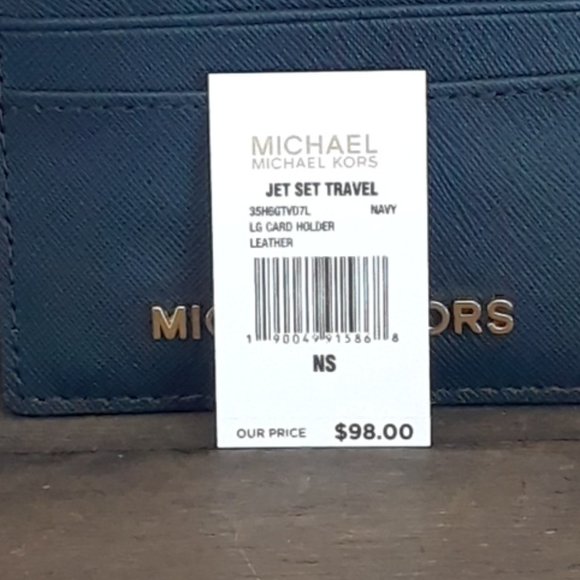 MICHAEL
MICHAEL KORS
JET SET TRAVEL
35H6GTVD7L NAVY
LG CARD HOLDER
LEATHER
1 90049 91586 8
NS
OUR PRICE $98.00
MI ORS